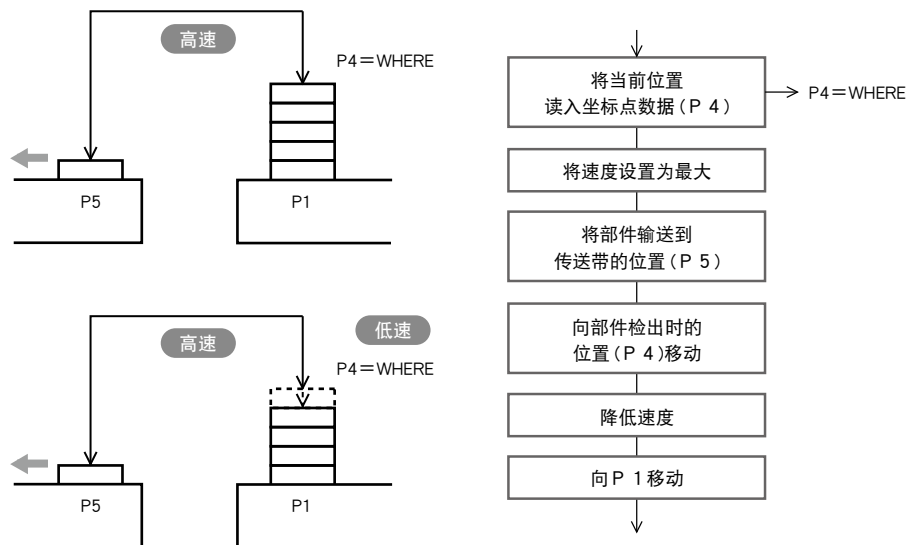 高速
P4＝WHERE
P5
P1
高速
低速
P4＝WHERE
P5
P1
将当前位置
读入坐标点数据(P 4)
P4＝WHERE
将速度设置为最大
将部件输送到
传送带的位置(P 5)
向部件检出时的
位置(P 4)移动
降低速度
向P 1移动